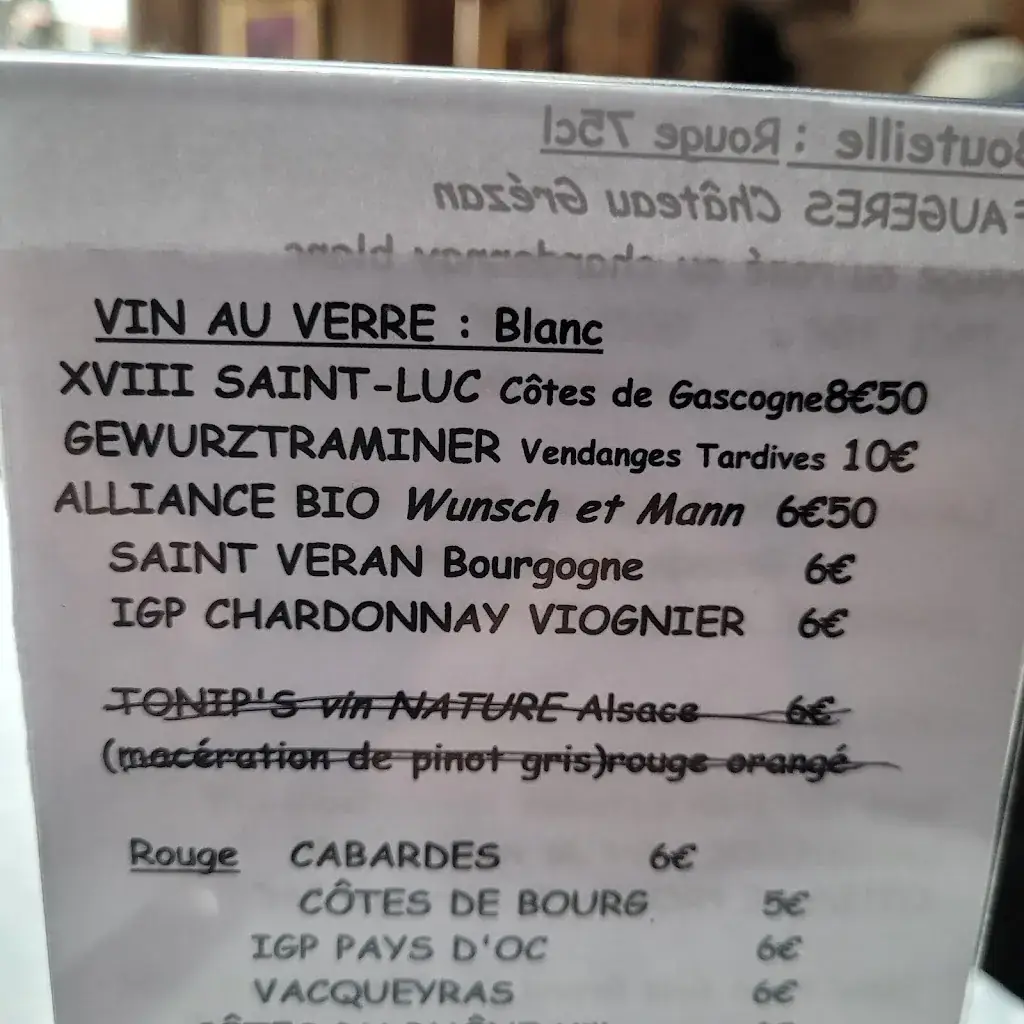 Bouteille : Rouge 75cl
FAUGERES Château Grézan
VIN AU VERRE : Blanc
XVIII SAINT-LUC Côtes de Gascogne8€50
GEWURZTRAMINER Vendanges Tardives 10€
ALLIANCE BIO Wunsch et Mann 6€50
SAINT VERAN Bourgogne 6€
IGP CHARDONNAY VIOGNIER 6€
TONIP'S vin NATURE Alsace 6€
(macération de pinot gris)rouge orangé
Rouge CABARDES 6€
CÔTES DE BOURG 5€
IGP PAYS D'OC 6€
VACQUEYRAS 6€